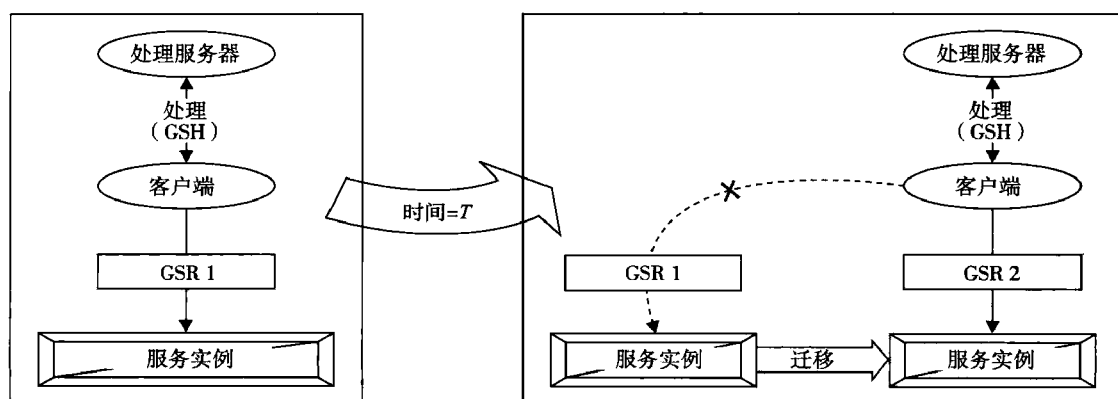 处理服务器
处理
（GSH）
客户端
GSR 1
服务实例
时间=T
处理服务器
处理
（GSH）
客户端
GSR 1
GSR 2
服务实例
迁移
服务实例